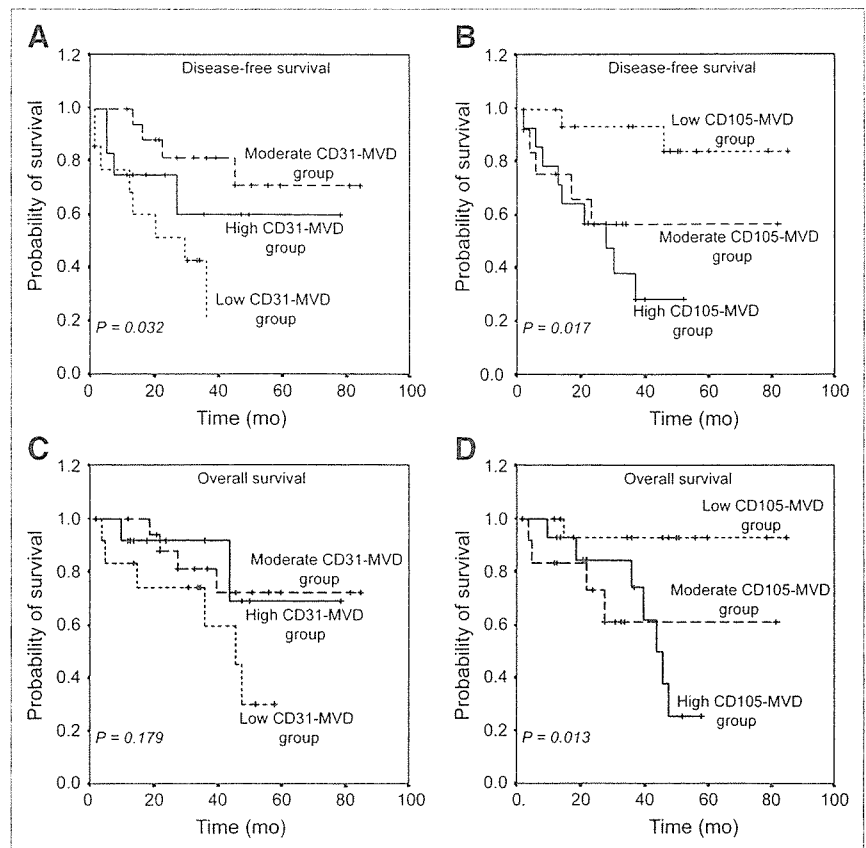 A
Disease-free survival
1.2
1.0
0.8
0.6
0.4
0.2
0.0
Probability of survival
Moderate CD31-MVD
group
High CD31-MVD
group
Low CD31-MVD
group
P = 0.032
0 20 40 60 80 100
Time (mo)
B
Disease-free survival
1.2
1.0
0.8
0.6
0.4
0.2
0.0
Probability of survival
Low CD105-MVD
group
Moderate CD105-MVD
group
High CD105-MVD
group
P = 0.017
0 20 40 60 80 100
Time (mo)
C
Overall survival
1.2
1.0
0.8
0.6
0.4
0.2
0.0
Probability of survival
Moderate CD31-MVD
group
High CD31-MVD
group
Low CD31-MVD
group
P = 0.179
0 20 40 60 80 100
Time (mo)
D
Overall survival
1.2
1.0
0.8
0.6
0.4
0.2
0.0
Probability of survival
Low CD105-MVD
group
Moderate CD105-MVD
group
High CD105-MVD
group
P = 0.013
0. 20 40 60 80 100
Time (mo)